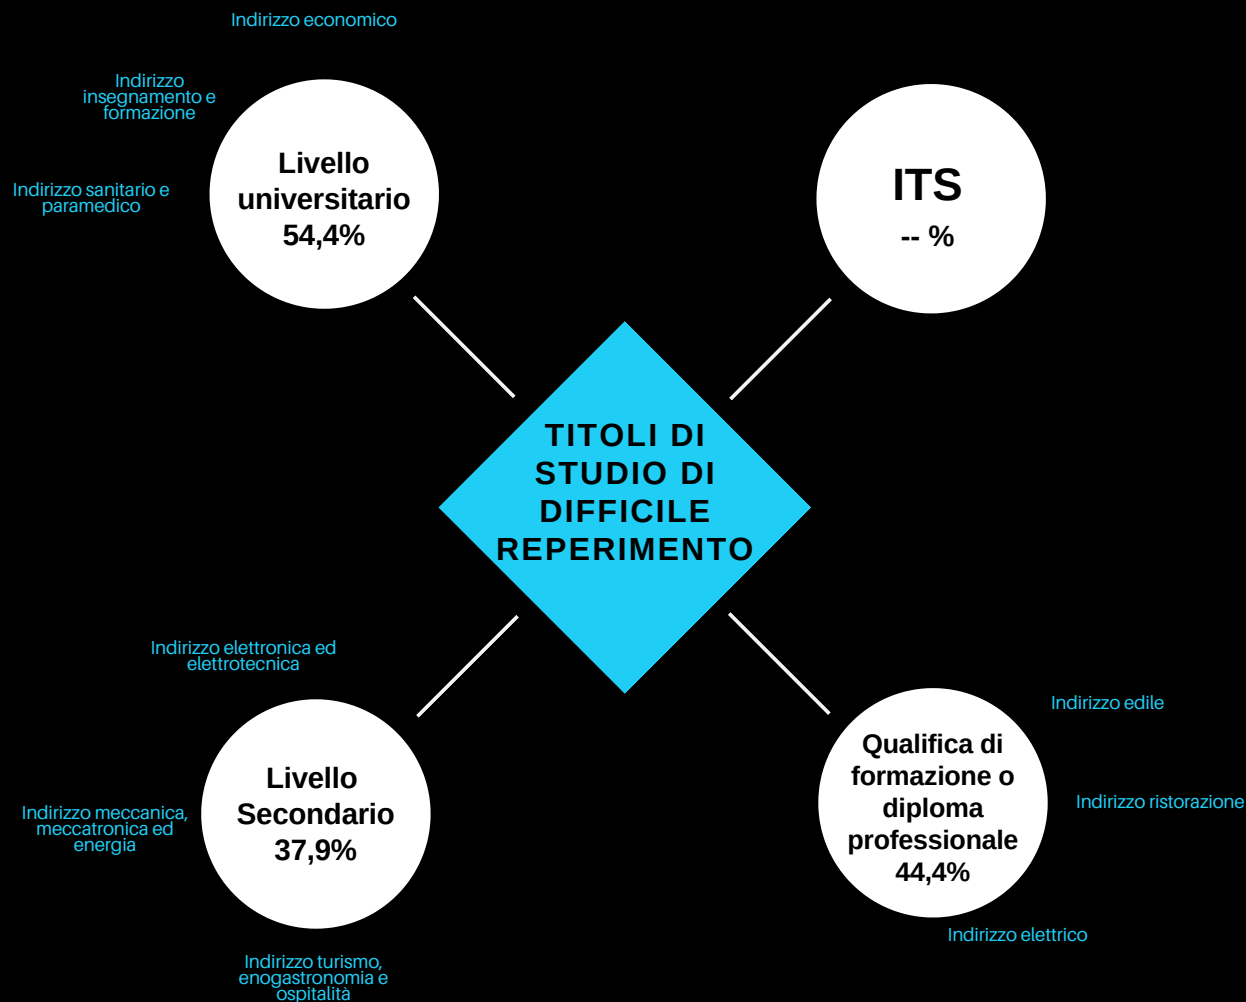 Indirizzo economico
Indirizzo
insegnamento e
formazione
Indirizzo sanitario e
paramedico
Livello
universitario
54,4%
ITS
-- %
TITOLI DI
STUDIO DI
DIFFICILE
REPERIMENTO
Indirizzo elettronica ed
elettrotecnica
Indirizzo meccanica,
meccatronica ed
energia
Livello
Secondario
37,9%
Indirizzo turismo,
enogastronomia e
ospitalità
Qualifica di
formazione o
diploma
professionale
44,4%
Indirizzo edile
Indirizzo ristorazione
Indirizzo elettrico